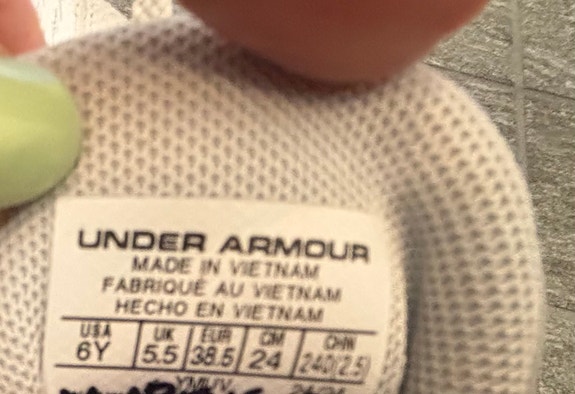 UNDER ARMOUR
MADE IN VIETNAM
FABRIQUÉ AU VIETNAM
HECHO EN VIETNAM
USA UK EUR CM CHN
6Y 5.5 38.5 24 240(2.5)